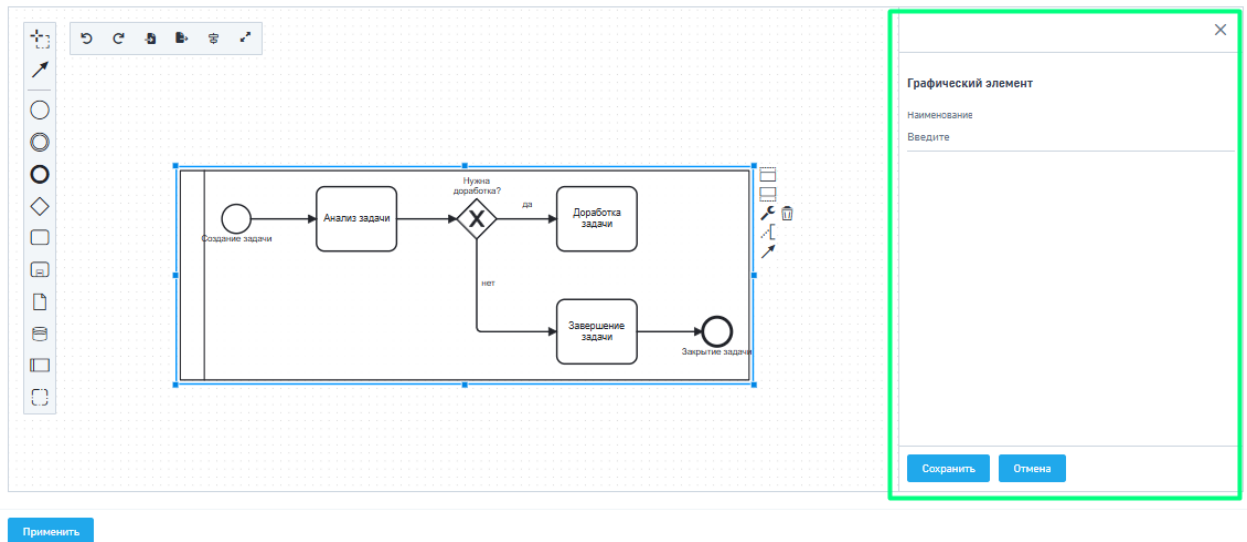 Графический элемент
Наименование
Введите
Нужна
доработка?
да
Анализ задачи
Доработка
задачи
Создание задачи
нет
Завершение
задачи
Закрытие задачи
Сохранить
Отмена
Применить